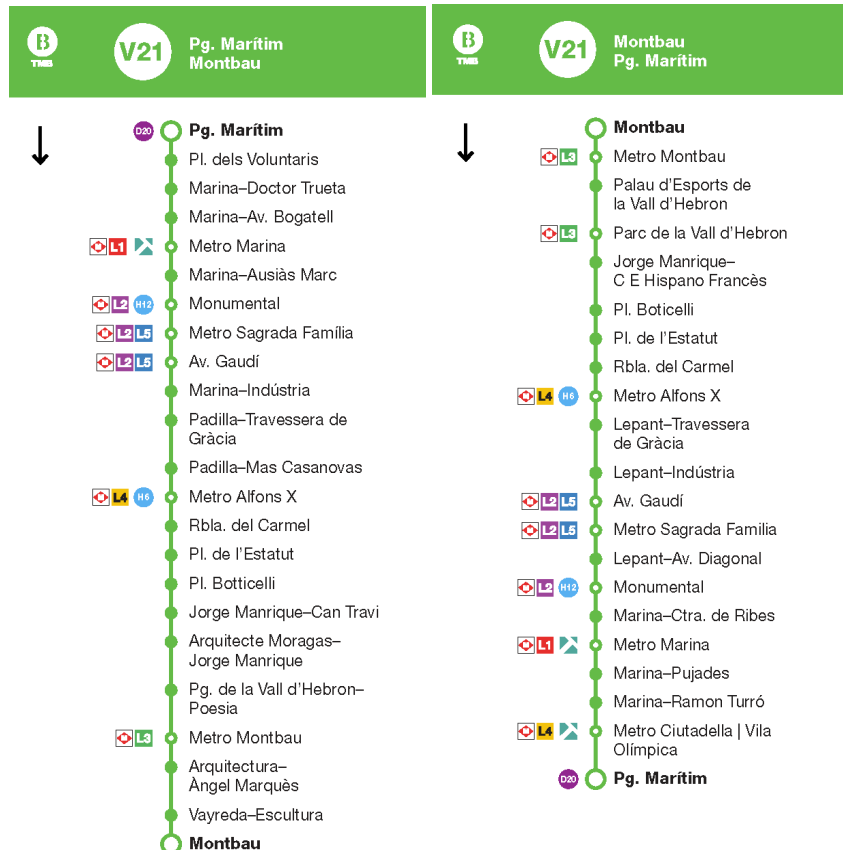 B
TMB
V21
Pg. Marítim
Montbau
D20 Pg. Marítim
Pl. dels Voluntaris
Marina–Doctor Trueta
Marina–Av. Bogatell
L1 Metro Marina
Marina–Ausiàs Marc
L2 H12 Monumental
L2 L5 Metro Sagrada Família
L2 L5 Av. Gaudí
Marina–Indústria
Padilla–Travessera de
Gràcia
Padilla–Mas Casanovas
L4 H6 Metro Alfons X
Rbla. del Carmel
Pl. de l'Estatut
Pl. Botticelli
Jorge Manrique–Can Travi
Arquitecte Moragas–
Jorge Manrique
Pg. de la Vall d'Hebron–
Poesia
L3 Metro Montbau
Arquitectura–
Àngel Marquès
Vayreda–Escultura
Montbau
B
TMB
V21
Montbau
Pg. Marítim
Montbau
L3 Metro Montbau
Palau d'Esports de
la Vall d'Hebron
L3 Parc de la Vall d'Hebron
Jorge Manrique–
C E Hispano Francès
Pl. Boticelli
Pl. de l'Estatut
Rbla. del Carmel
L4 H6 Metro Alfons X
Lepant–Travessera
de Gràcia
Lepant–Indústria
L2 L5 Av. Gaudí
L2 L5 Metro Sagrada Familia
Lepant–Av. Diagonal
L2 H12 Monumental
Marina–Ctra. de Ribes
L1 Metro Marina
Marina–Pujades
Marina–Ramon Turró
L4 Metro Ciutadella | Vila
Olímpica
D20 Pg. Marítim